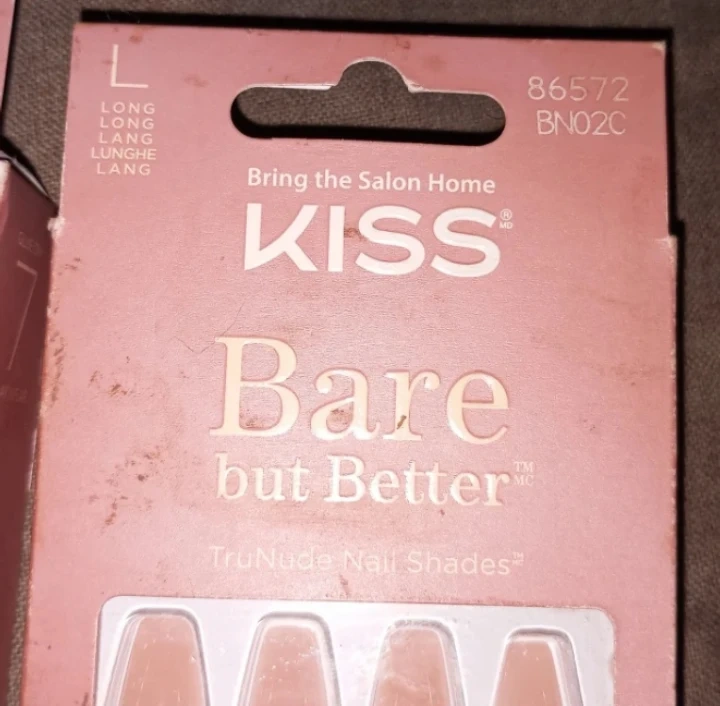 L
LONG
LONG
LANG
LUNGHE
LANG
86572
BN02C
Bring the Salon Home
KISS®
MD
Bare
but Better™
MC
TruNude Nail Shades™